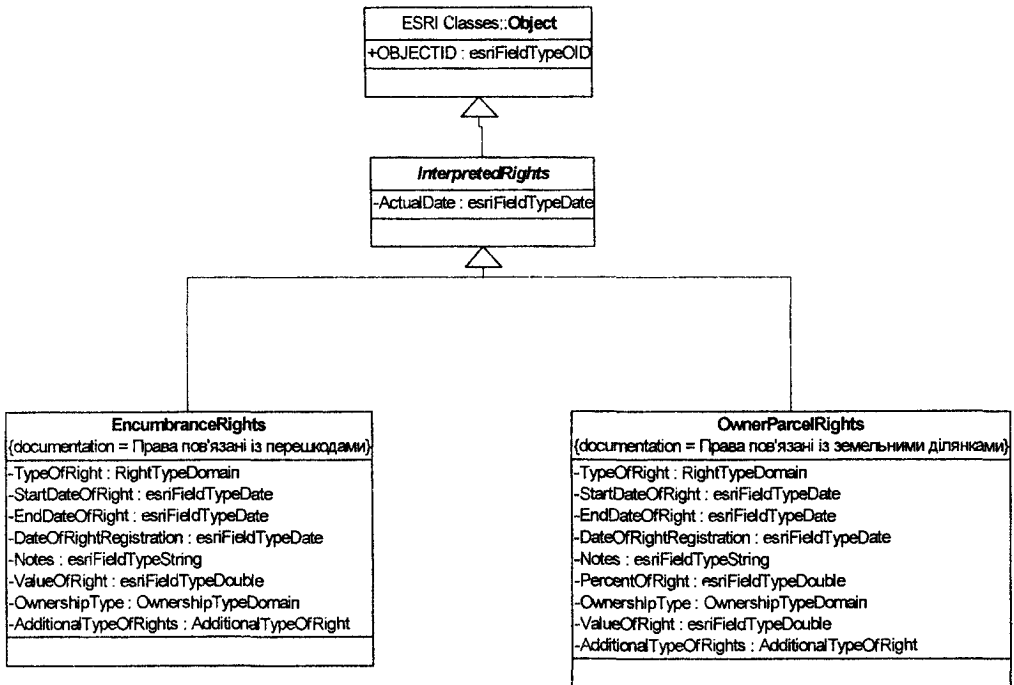 ESRI Classes::Object
+OBJECTID : esriFieldTypeOID
InterpretedRights
-ActualDate : esriFieldTypeDate
EncumbranceRights
{documentation = Права пов'язані із перешкодами}
-TypeOfRight : RightTypeDomain
-StartDateOfRight : esriFieldTypeDate
-EndDateOfRight : esriFieldTypeDate
-DateOfRightRegistration : esriFieldTypeDate
-Notes : esriFieldTypeString
-ValueOfRight : esriFieldTypeDouble
-OwnershipType : OwnershipTypeDomain
-AdditionalTypeOfRights : AdditionalTypeOfRight
OwnerParcelRights
{documentation = Права пов'язані із земельними ділянками}
-TypeOfRight : RightTypeDomain
-StartDateOfRight : esriFieldTypeDate
-EndDateOfRight : esriFieldTypeDate
-DateOfRightRegistration : esriFieldTypeDate
-Notes : esriFieldTypeString
-PercentOfRight : esriFieldTypeDouble
-OwnershipType : OwnershipTypeDomain
-ValueOfRight : esriFieldTypeDouble
-AdditionalTypeOfRights : AdditionalTypeOfRight